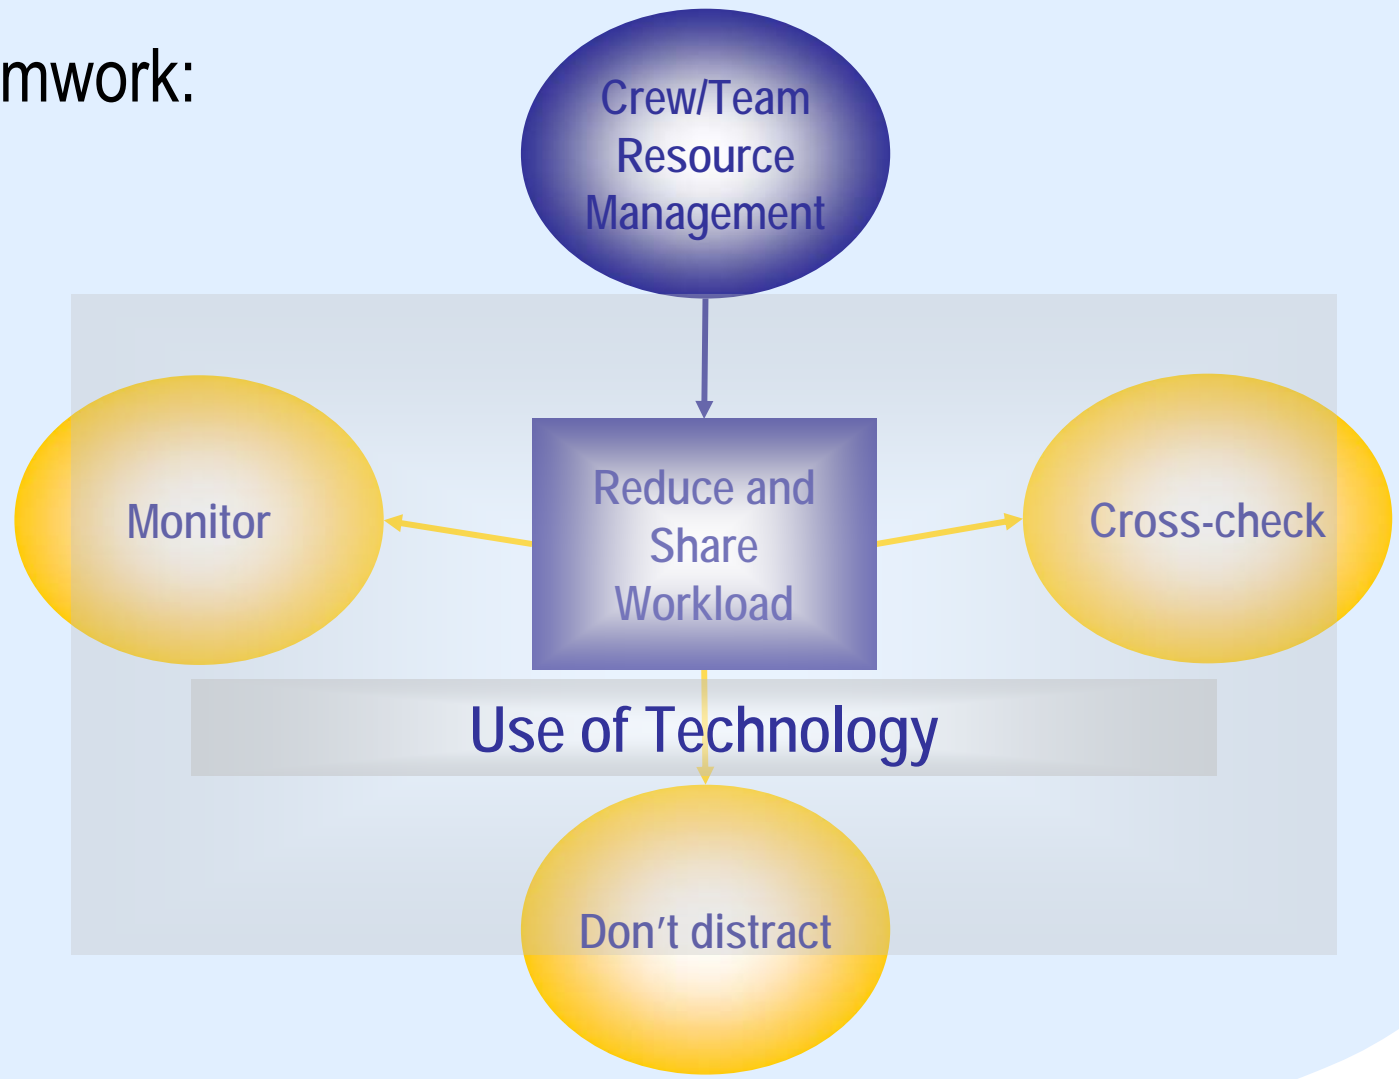 mwork:
Crew/Team
Resource
Management
Reduce and
Share
Workload
Monitor
Cross-check
Use of Technology
Don't distract